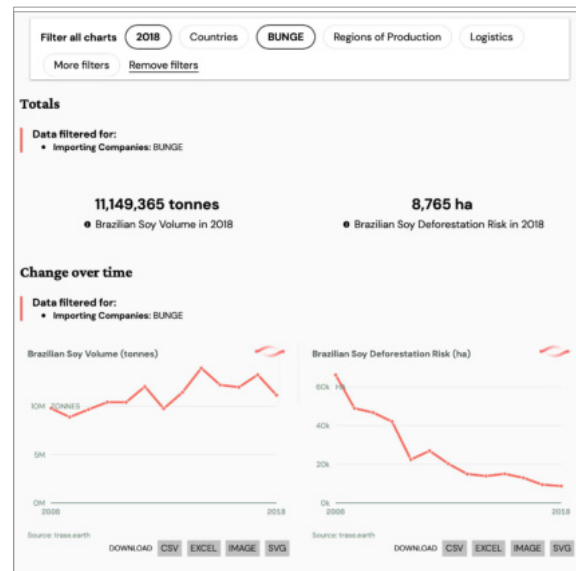 Filter all charts 2018 Countries BUNGE Regions of Production Logistics
More filters Remove filters
Totals
Data filtered for:
• Importing Companies: BUNGE
11,149,365 tonnes 8,765 ha
Brazilian Soy Volume in 2018 Brazilian Soy Deforestation Risk in 2018
Change over time
Data filtered for:
• Importing Companies: BUNGE
Brazilian Soy Volume (tonnes) Brazilian Soy Deforestation Risk (ha)
60k HA
10M TONNES
40k
5M
20k
0M 0k
2008 2018 2008 2018
Source: trase.earth Source: trase.earth
DOWNLOAD CSV EXCEL IMAGE SVG DOWNLOAD CSV EXCEL IMAGE SVG